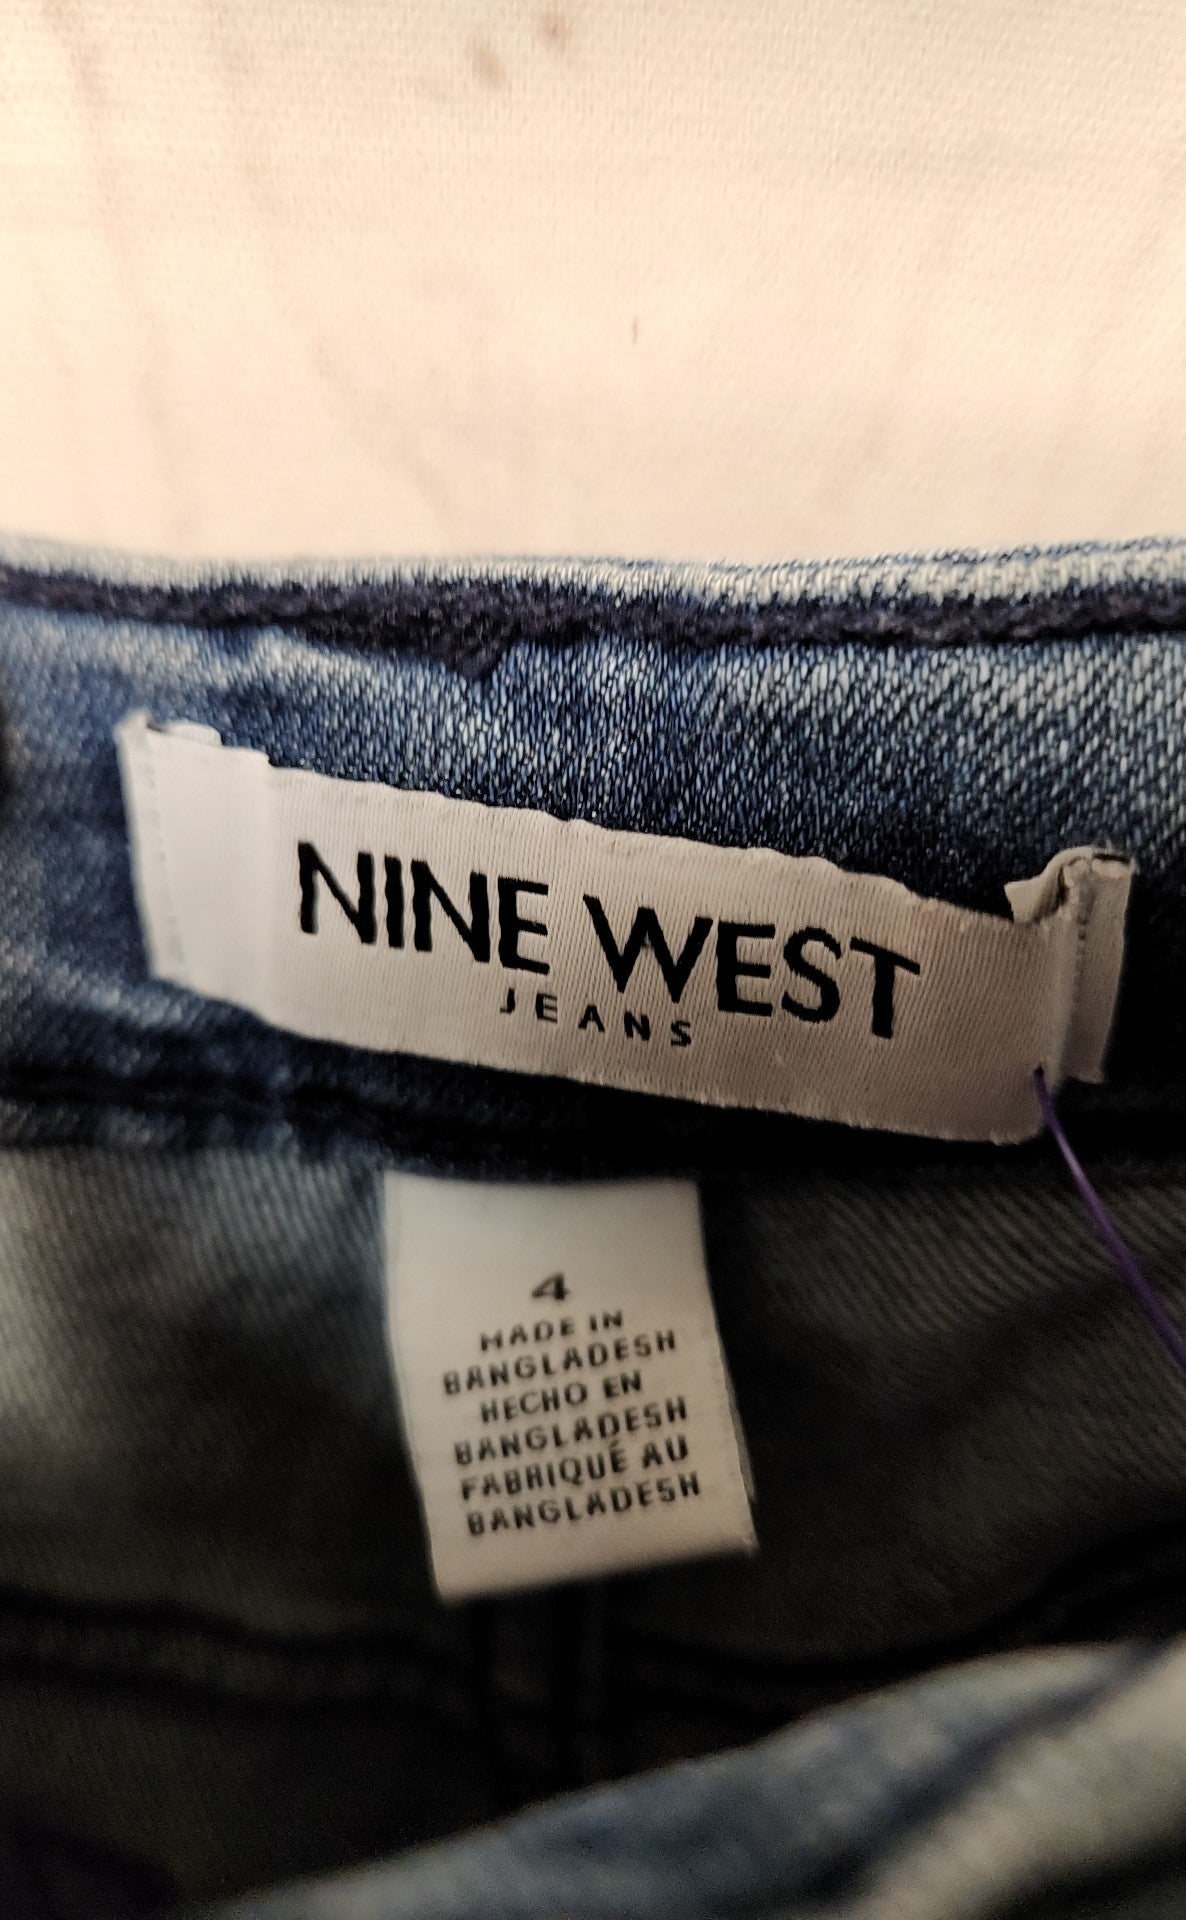 NINE WEST
JEANS
4
MADE IN
BANGLADESH
HECHO EN
BANGLADESH
FABRIQUÉ AU
BANGLADESH